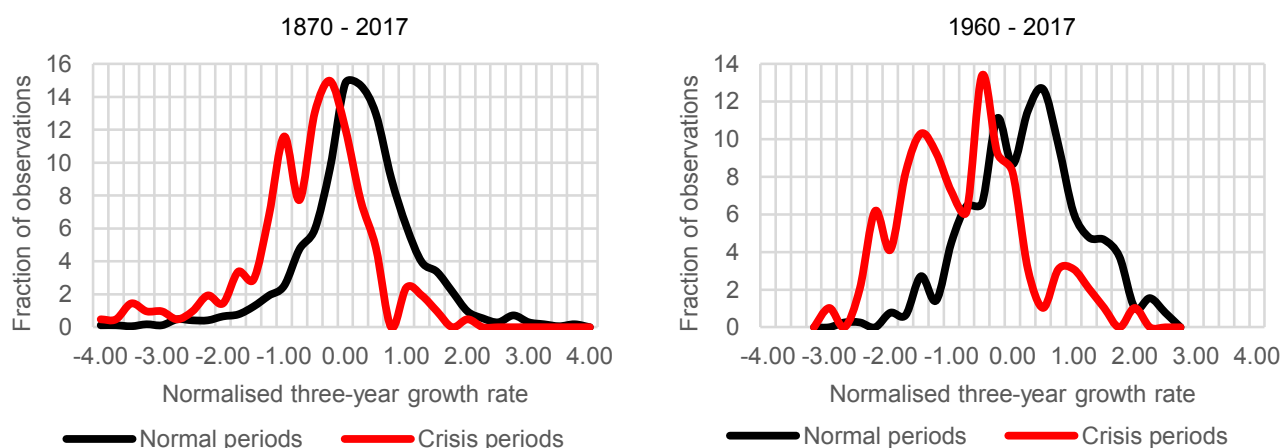 1870 - 2017
Fraction of observations
16
14
12
10
8
6
4
2
0
-4.00 -3.00 -2.00 -1.00 0.00 1.00 2.00 3.00 4.00
Normalised three-year growth rate
Normal periods Crisis periods
1960 - 2017
Fraction of observations
14
12
10
8
6
4
2
0
-4.00 -3.00 -2.00 -1.00 0.00 1.00 2.00 3.00 4.00
Normalised three-year growth rate
Normal periods Crisis periods